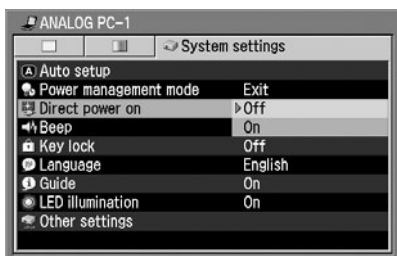 ANALOG PC-1
System settings
A Auto setup
Power management mode Exit
Direct power on Off
Beep On
Key lock Off
Language English
Guide On
LED illumination On
Other settings